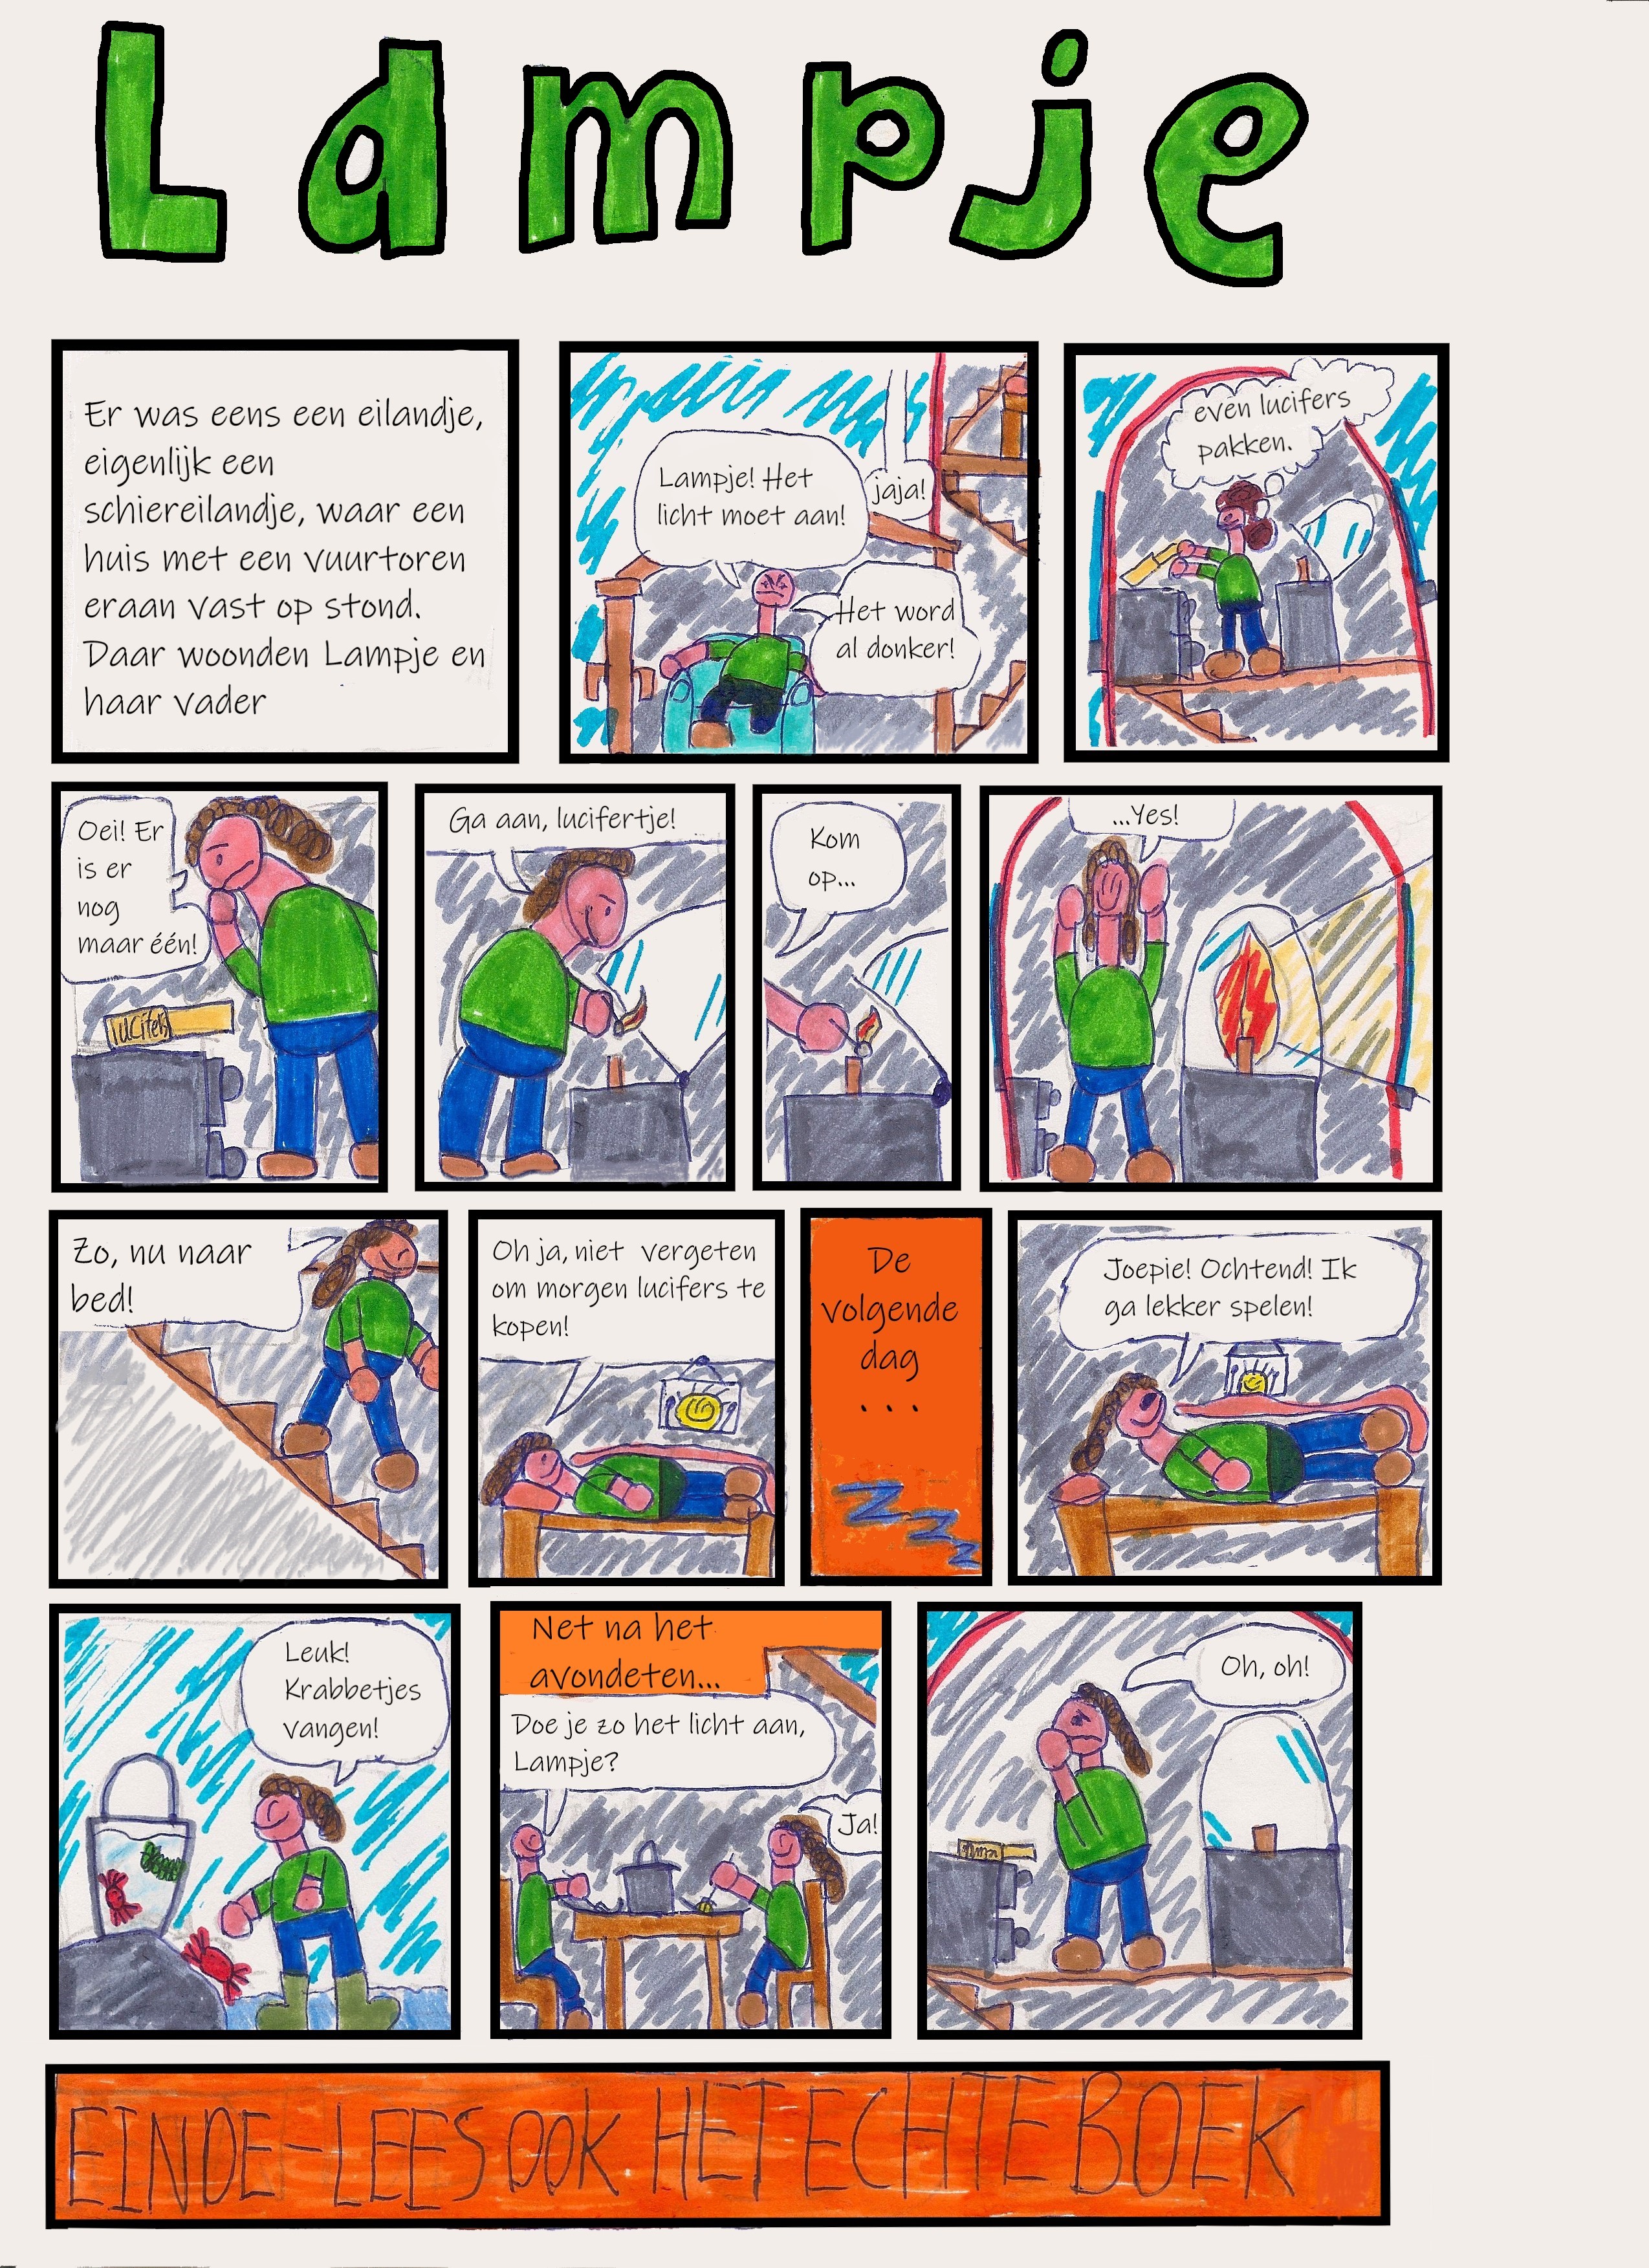 Lampje
Er was eens een eilandje,
eigenlijk een
schiereilandje, waar een
huis met een vuurtoren
eraan vast op stond.
Daar woonden Lampje en
haar vader
Lampje! Het
licht moet aan!
jaja!
Het word
al donker!
even lucifers
pakken.
Oei! Er
is er
nog
maar één!
lucifers
Ga aan, lucifertje!
Kom
op...
...Yes!
Zo, nu naar
bed!
Oh ja, niet vergeten
om morgen lucifers te
kopen!
De
volgende
dag
...
Z
Z
Z
Joepie! Ochtend! Ik
ga lekker spelen!
Leuk!
Krabbetjes
vangen!
Net na het
avondeten...
Doe je zo het licht aan,
Lampje?
Ja!
Oh, oh!
EINDE-LEES OOK HET ECHTE BOEK